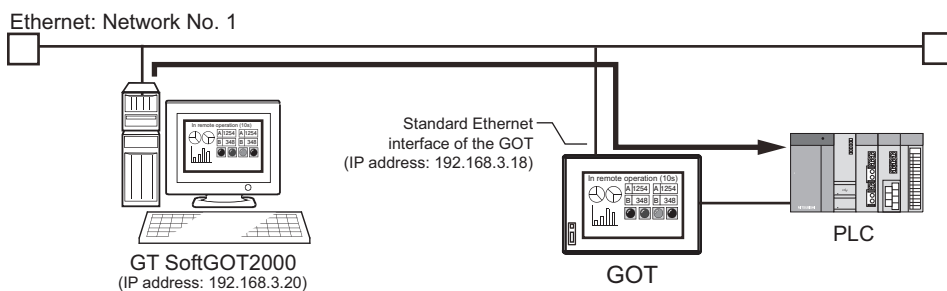 Ethernet: Network No. 1
In remote operation (10s)
A 1254 A 1254
B 348 B 348
Standard Ethernet
interface of the GOT
(IP address: 192.168.3.18)
In remote operation (10s)
A 1254 A 1254
B 348 B 348
GT SoftGOT2000
(IP address: 192.168.3.20)
GOT
PLC